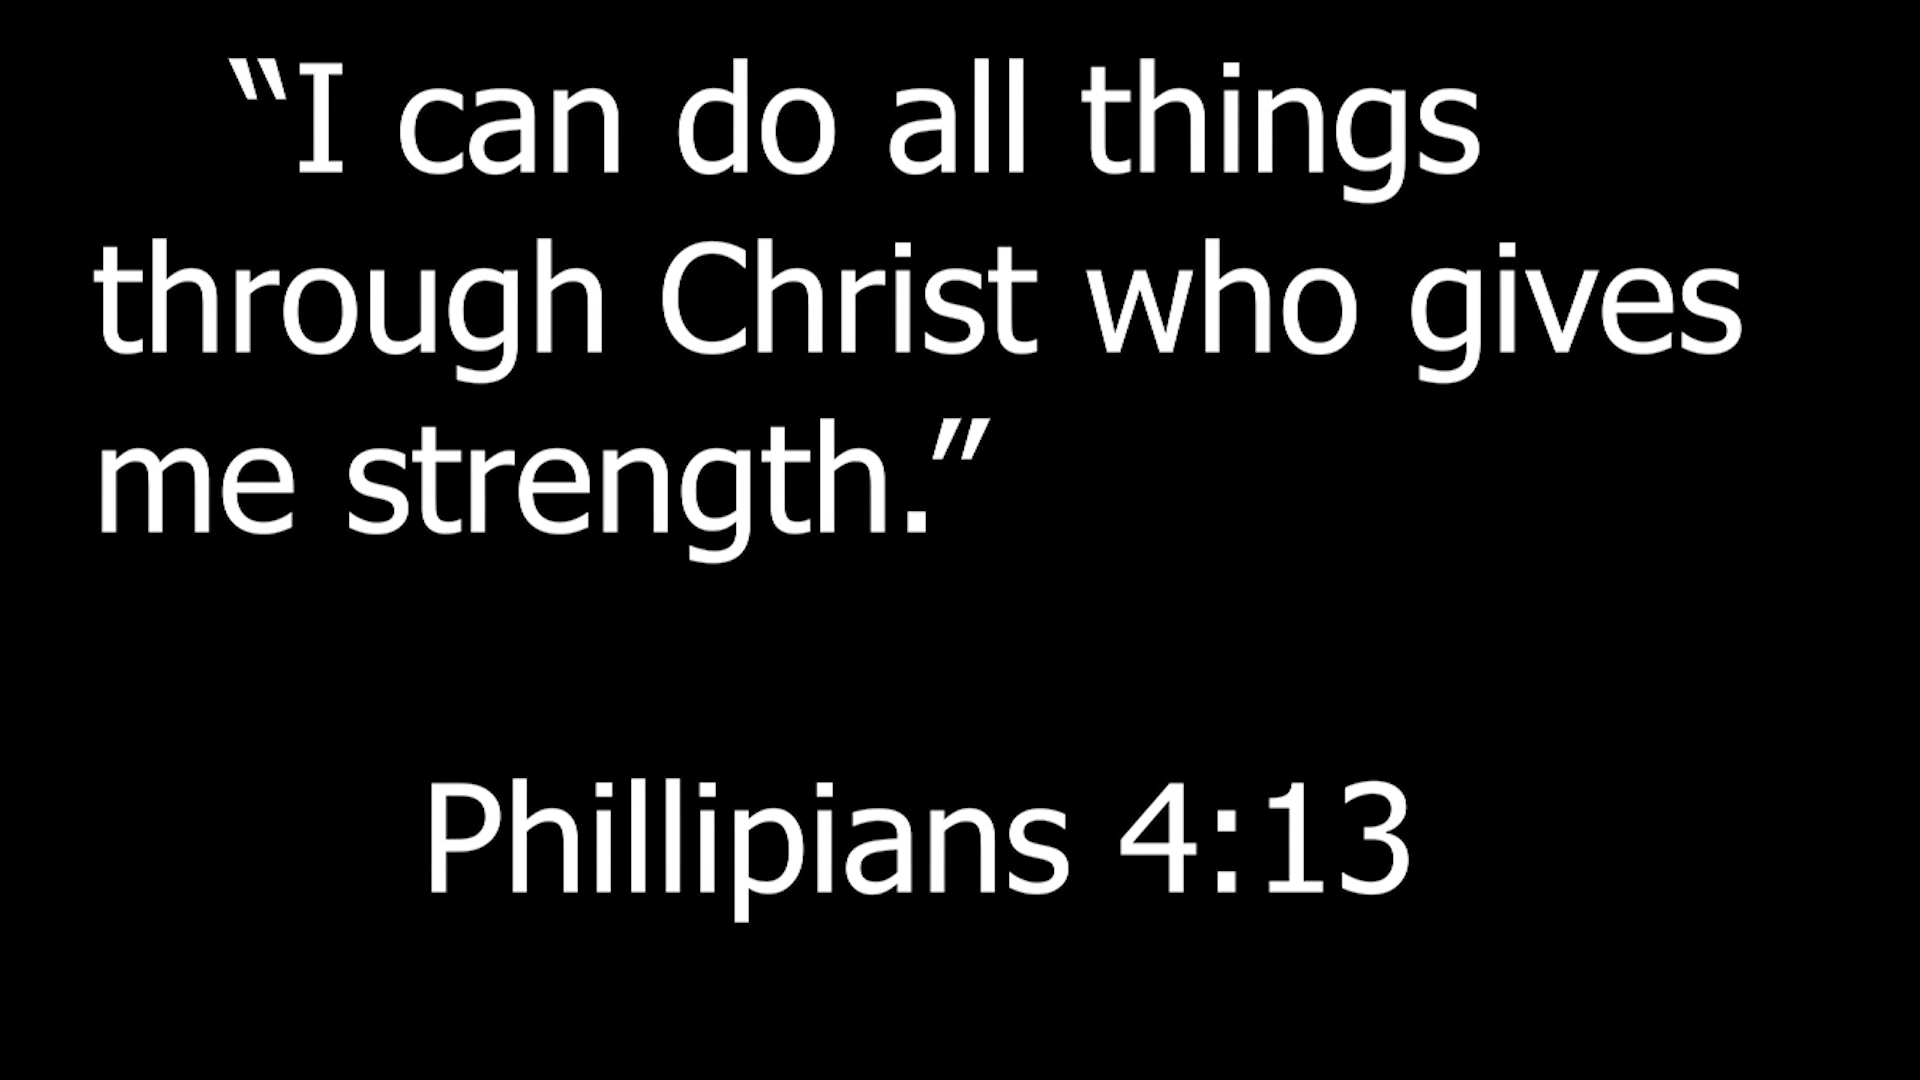 “I can do all things
through Christ who gives
me strength.”
Phillipians 4:13